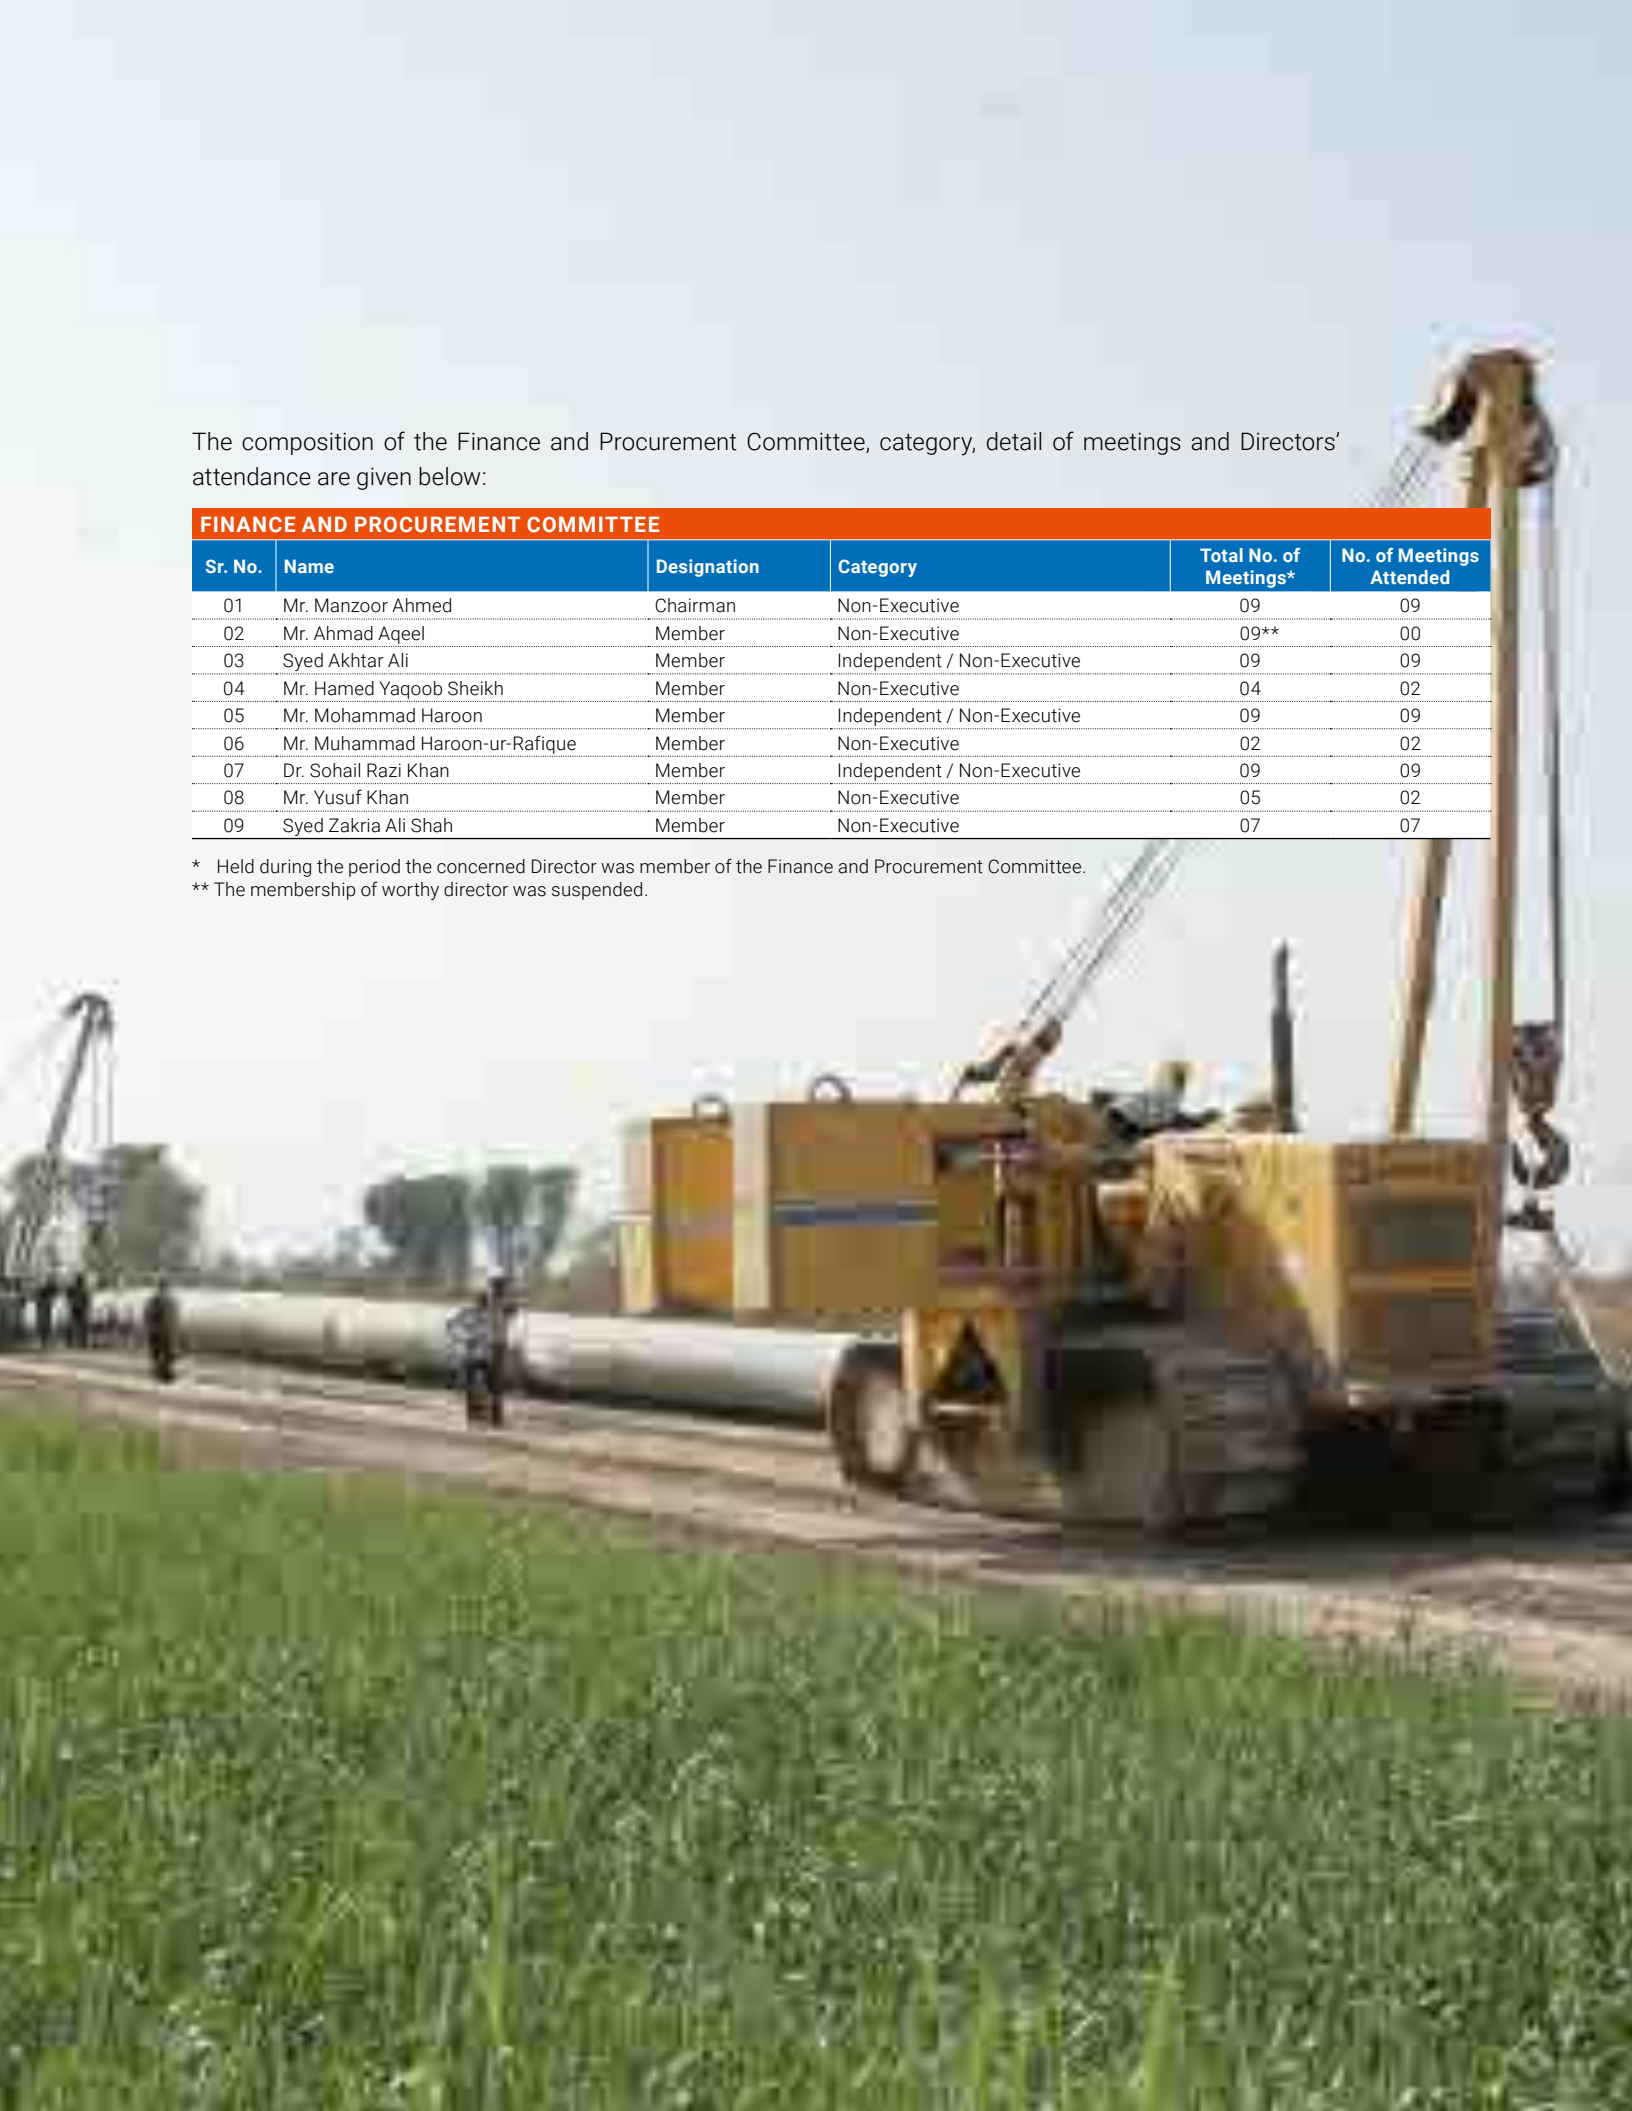 The composition of the Finance and Procurement Committee, category, detail of meetings and Directors’
attendance are given below:
FINANCE AND PROCUREMENT COMMITTEE
Sr. No. Name Designation Category Total No. of Meetings* No. of Meetings Attended
01 Mr. Manzoor Ahmed Chairman Non-Executive 09 09
02 Mr. Ahmad Aqeel Member Non-Executive 09** 00
03 Syed Akhtar Ali Member Independent / Non-Executive 09 09
04 Mr. Hamed Yaqoob Sheikh Member Non-Executive 04 02
05 Mr. Mohammad Haroon Member Independent / Non-Executive 09 09
06 Mr. Muhammad Haroon-ur-Rafique Member Non-Executive 02 02
07 Dr. Sohail Razi Khan Member Independent / Non-Executive 09 09
08 Mr. Yusuf Khan Member Non-Executive 05 02
09 Syed Zakria Ali Shah Member Non-Executive 07 07
* Held during the period the concerned Director was member of the Finance and Procurement Committee.
** The membership of worthy director was suspended.